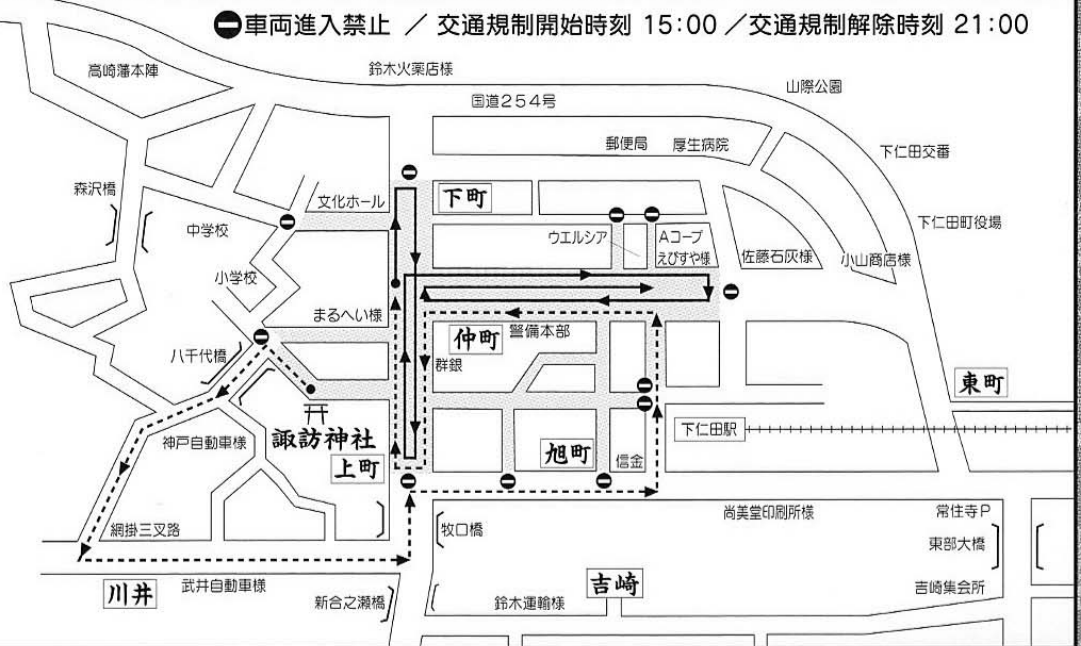 ⛔車両進入禁止 / 交通規制開始時刻 15:00 /交通規制解除時刻 21:00
高崎藩本陣
鈴木火薬店様
山際公園
国道254号
郵便局
厚生病院
下仁田交番
森沢橋
文化ホール
下町
下仁田町役場
中学校
ウエルシア
Aコープ
えびすや様
佐藤石灰様
小山商店様
小学校
まるへい様
仲町
警備本部
八千代橋
群銀
東町
諏訪神社
神戸自動車様
上町
旭町
信金
下仁田駅
網掛三叉路
牧口橋
尚美堂印刷所様
常住寺P
東部大橋
川井
武井自動車様
新合之瀬橋
鈴木運輸様
吉崎
吉崎集会所